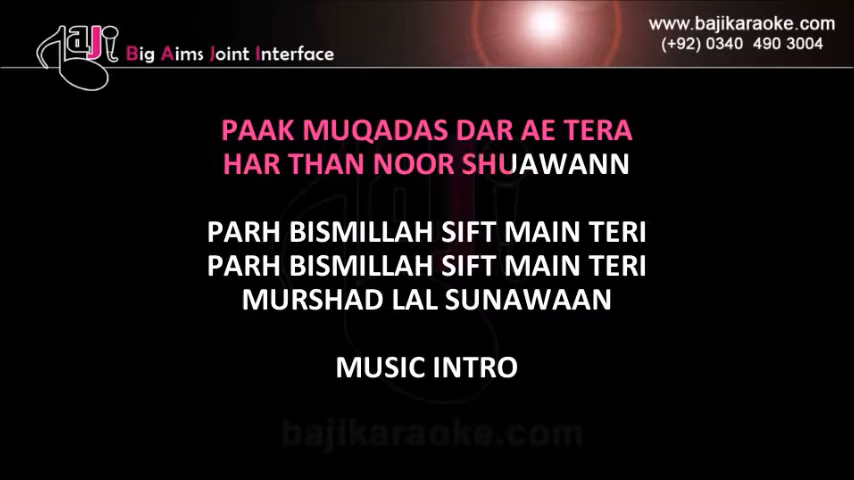 Baji
Big Aims Joint Interface
www.bajikaraoke.com
(+92) 0340 490 3004
PAAK MUQADAS DAR AE TERA
HAR THAN NOOR SHUAWANN
PARH BISMILLAH SIFT MAIN TERI
PARH BISMILLAH SIFT MAIN TERI
MURSHAD LAL SUNAWAAN
MUSIC INTRO
bajikaraoke.com